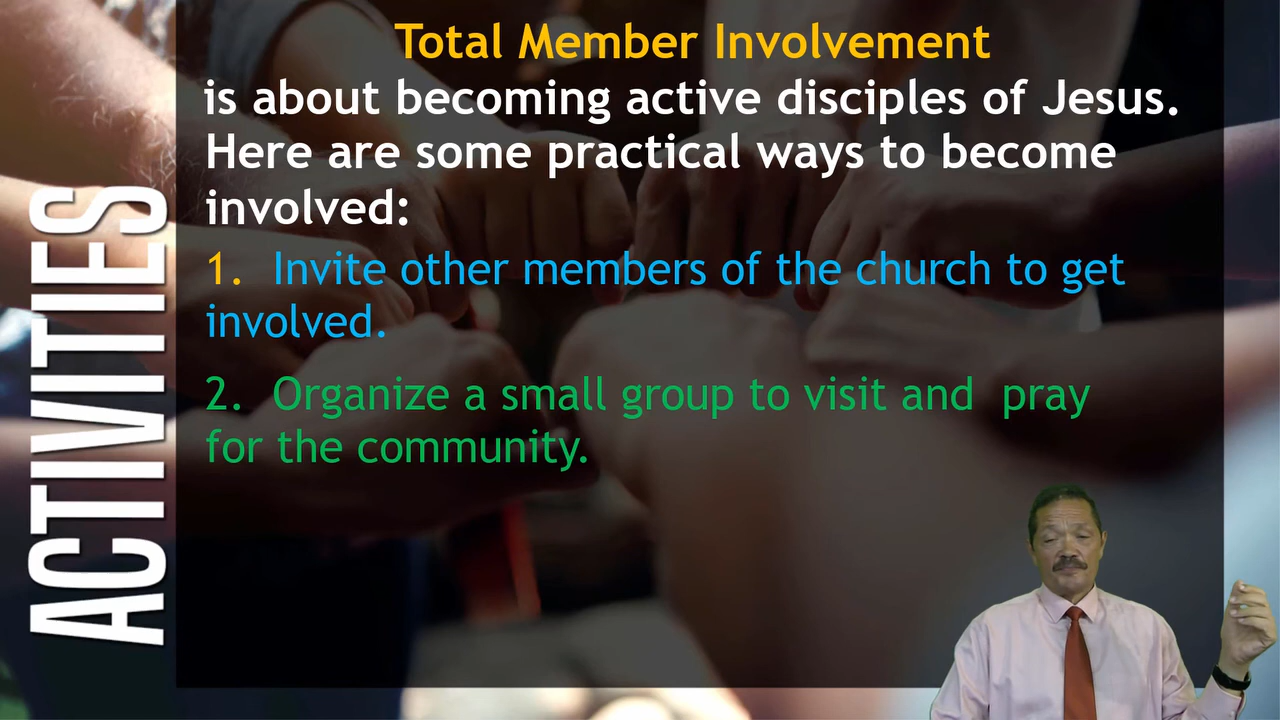 ACTIVITIES
Total Member Involvement
is about becoming active disciples of Jesus.
Here are some practical ways to become
involved:
1. Invite other members of the church to get
involved.
2. Organize a small group to visit and  pray
for the community.